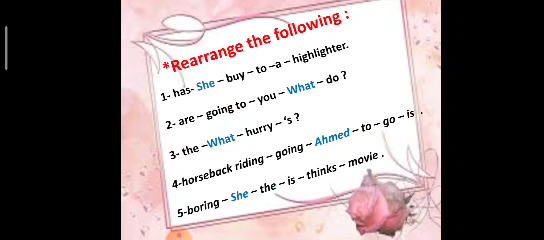 *Rearrange the following :
1- has- She – buy – to –a – highlighter.
2- are – going to – you – What – do ?
3- the –What – hurry – 's ?
4-horseback riding – going – Ahmed – to – go – is .
5-boring – She – the – is – thinks – movie .